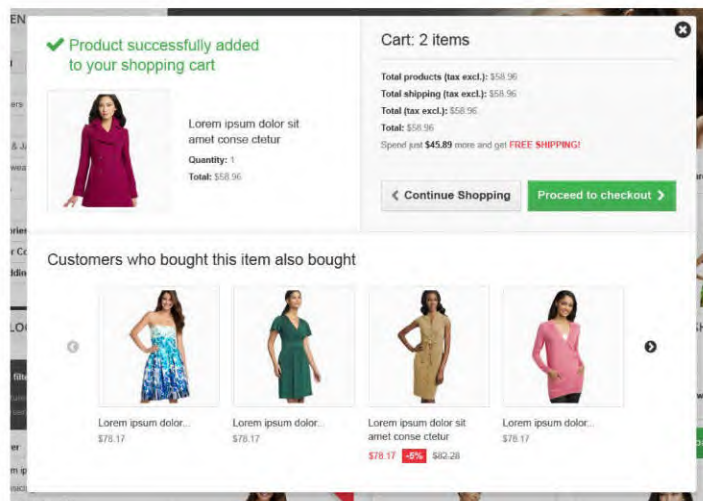 Product successfully added
to your shopping cart
Lorem ipsum dolor sit
amet conse ctetur
Quantity: 1
Total: $58.96
Cart: 2 items
Total products (tax excl.): $58.96
Total shipping (tax excl.): $58.96
Total (tax excl.): $58.96
Total: $58.96
Spend just $45.89 more and get FREE SHIPPING!
Continue Shopping
Proceed to checkout
Customers who bought this item also bought
Lorem ipsum dolor...
$78.17
Lorem ipsum dolor...
$78.17
Lorem ipsum dolor sit
amet conse ctetur
$78.17 -5% $82.28
Lorem ipsum dolor...
$78.17